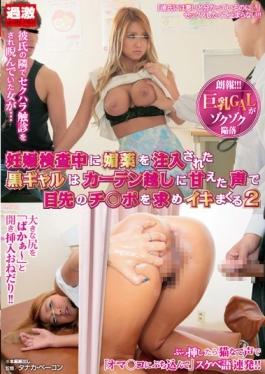 過激
彼氏の隣で
セクハラ触診を
され睨んでいた
女が…
朗報!!!
巨乳GALが
ゾクゾク
陥落
妊娠検査中に媚薬を注入された
黒ギャルはカーテン越しに甘えた声で
目先のチ○ポを求めイキまくる2
大きな尻を
「ぱかぁ～」と
開き挿入おねだり!!
監督 タナカ・ベーコン
ぶっ挿したら猫なで声で
「オマ○コにぶち込んで」スケベ語連発!!